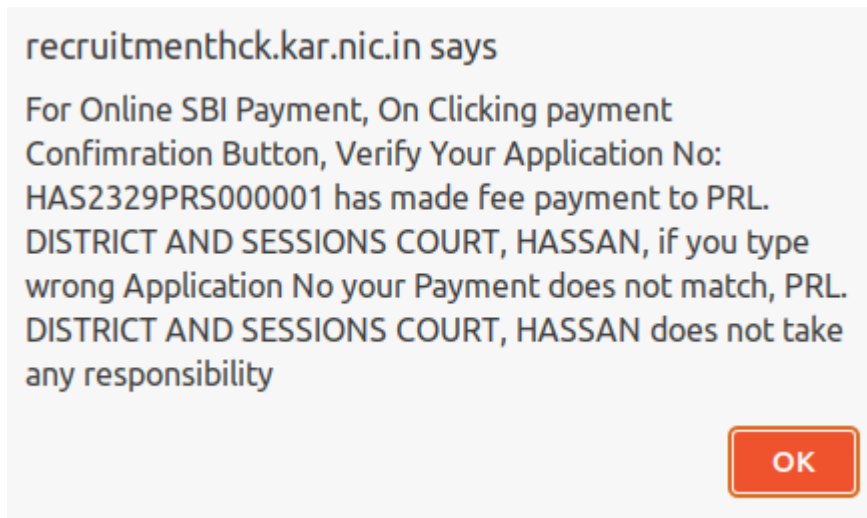 recruitmenthck.kar.nic.in says
For Online SBI Payment, On Clicking payment
Confimration Button, Verify Your Application No:
HAS2329PRS000001 has made fee payment to PRL.
DISTRICT AND SESSIONS COURT, HASSAN, if you type
wrong Application No your Payment does not match, PRL.
DISTRICT AND SESSIONS COURT, HASSAN does not take
any responsibility
OK